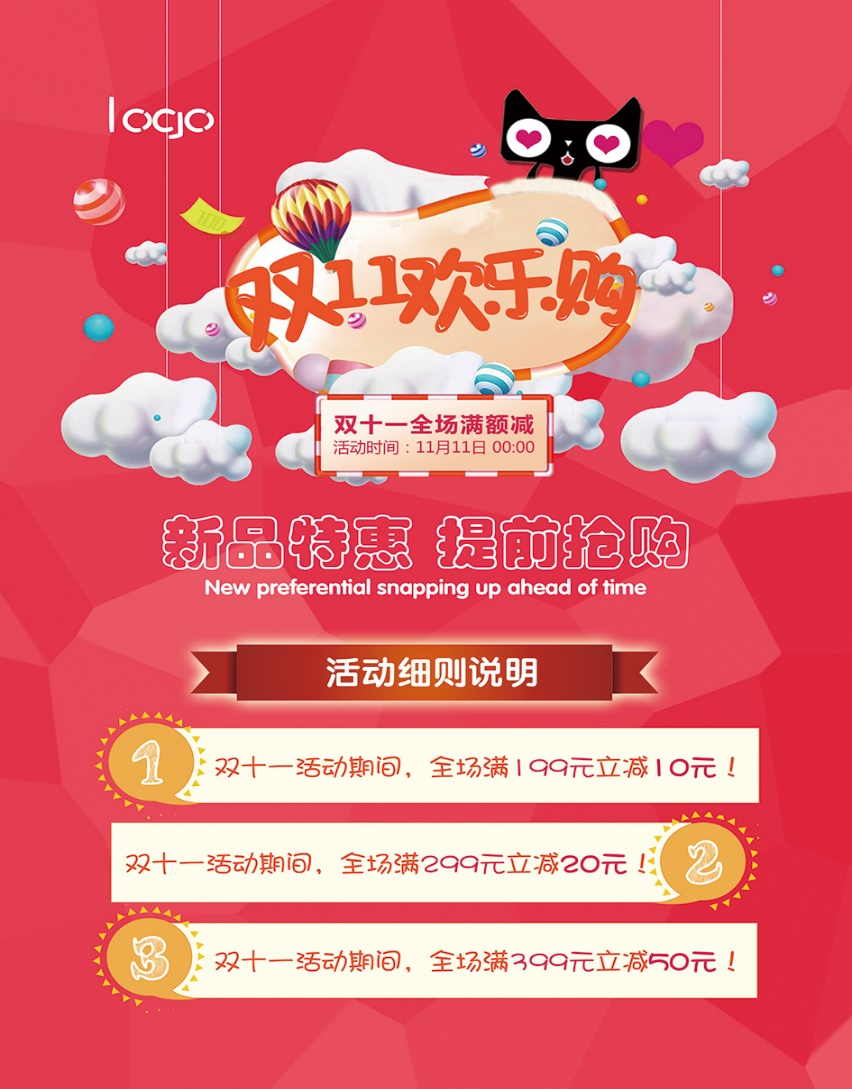 logo
100
双11欢乐购
双十一全场满额减
活动时间：11月11日 00:00
新品特惠 提前抢购
New preferential snapping up ahead of time
活动细则说明
1 双十一活动期间，全场满199元立减10元！
双十一活动期间，全场满299元立减20元！ 2
3 双十一活动期间，全场满399元立减50元！